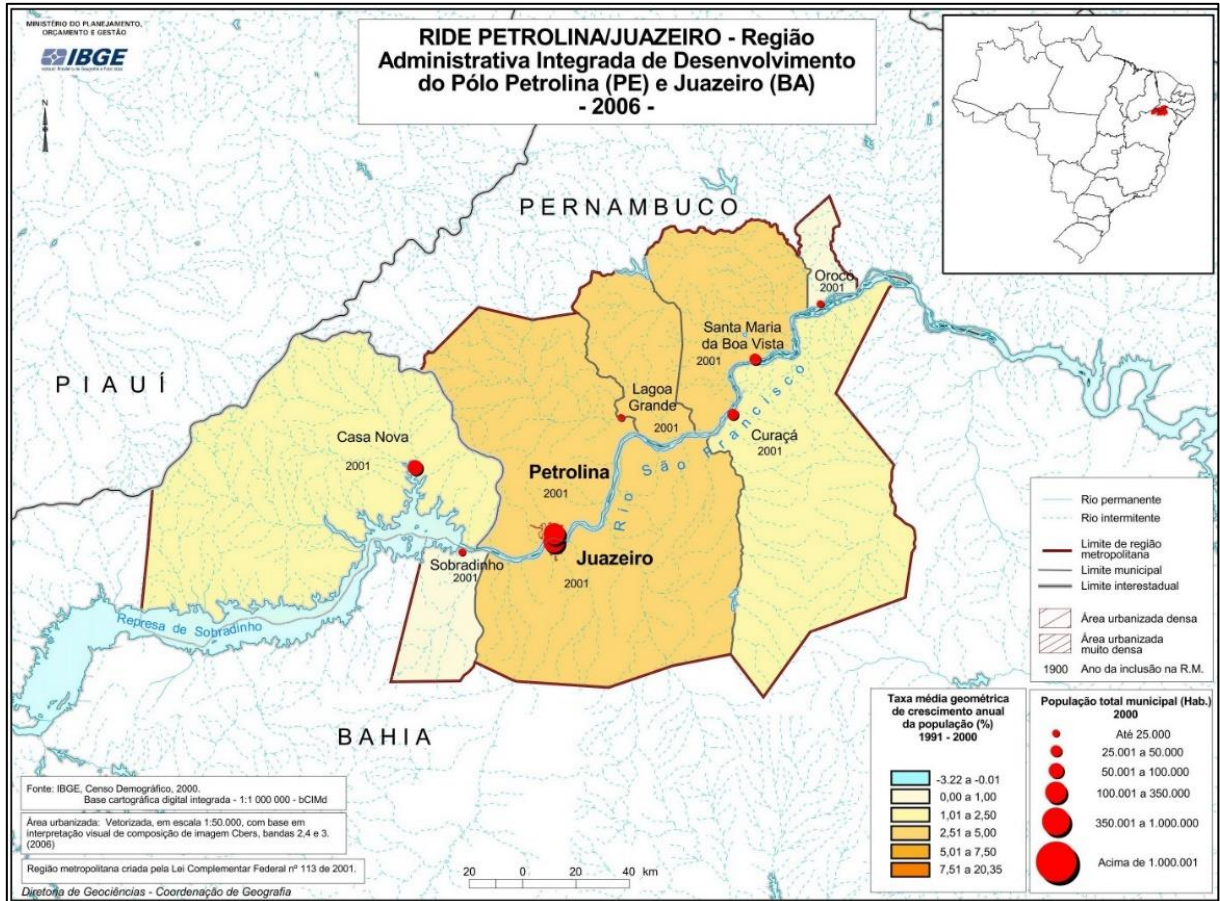 MINISTÉRIO DO PLANEJAMENTO,
ORÇAMENTO E GESTÃO
IBGE
N
RIDE PETROLINA/JUAZEIRO - Região
Administrativa Integrada de Desenvolvimento
do Pólo Petrolina (PE) e Juazeiro (BA)
- 2006 -
PERNAMBUCO
PIAUÍ
BAHIA
Orocó
2001
Santa Maria
da Boa Vista
2001
Lagoa
Grande
2001
Curaçá
2001
Casa Nova
2001
Petrolina
2001
Juazeiro
2001
Sobradinho
2001
Rio São Francisco
Represa de Sobradinho
Rio permanente
Rio intermitente
Limite de região
metropolitana
Limite municipal
Limite interestadual
Área urbanizada densa
Área urbanizada
muito densa
1900 Ano da inclusão na R.M.
Taxa média geométrica
de crescimento anual
da população (%)
1991 - 2000
-3.22 a -0.01
0,00 a 1,00
1,01 a 2,50
2,51 a 5,00
5,01 a 7,50
7,51 a 20,35
População total municipal (Hab.)
2000
Até 25.000
25.001 a 50.000
50.001 a 100.000
100.001 a 350.000
350.001 a 1.000.000
Acima de 1.000.001
Fonte: IBGE, Censo Demográfico, 2000.
Base cartográfica digital integrada - 1:1 000 000 - bCIMd
Área urbanizada: Vetorizada, em escala 1:50.000, com base em
interpretação visual de composição de imagem Cbers, bandas 2,4 e 3.
(2006)
Região metropolitana criada pela Lei Complementar Federal nº 113 de 2001.
Diretoria de Geociências - Coordenação de Geografia
20 0 20 40 km